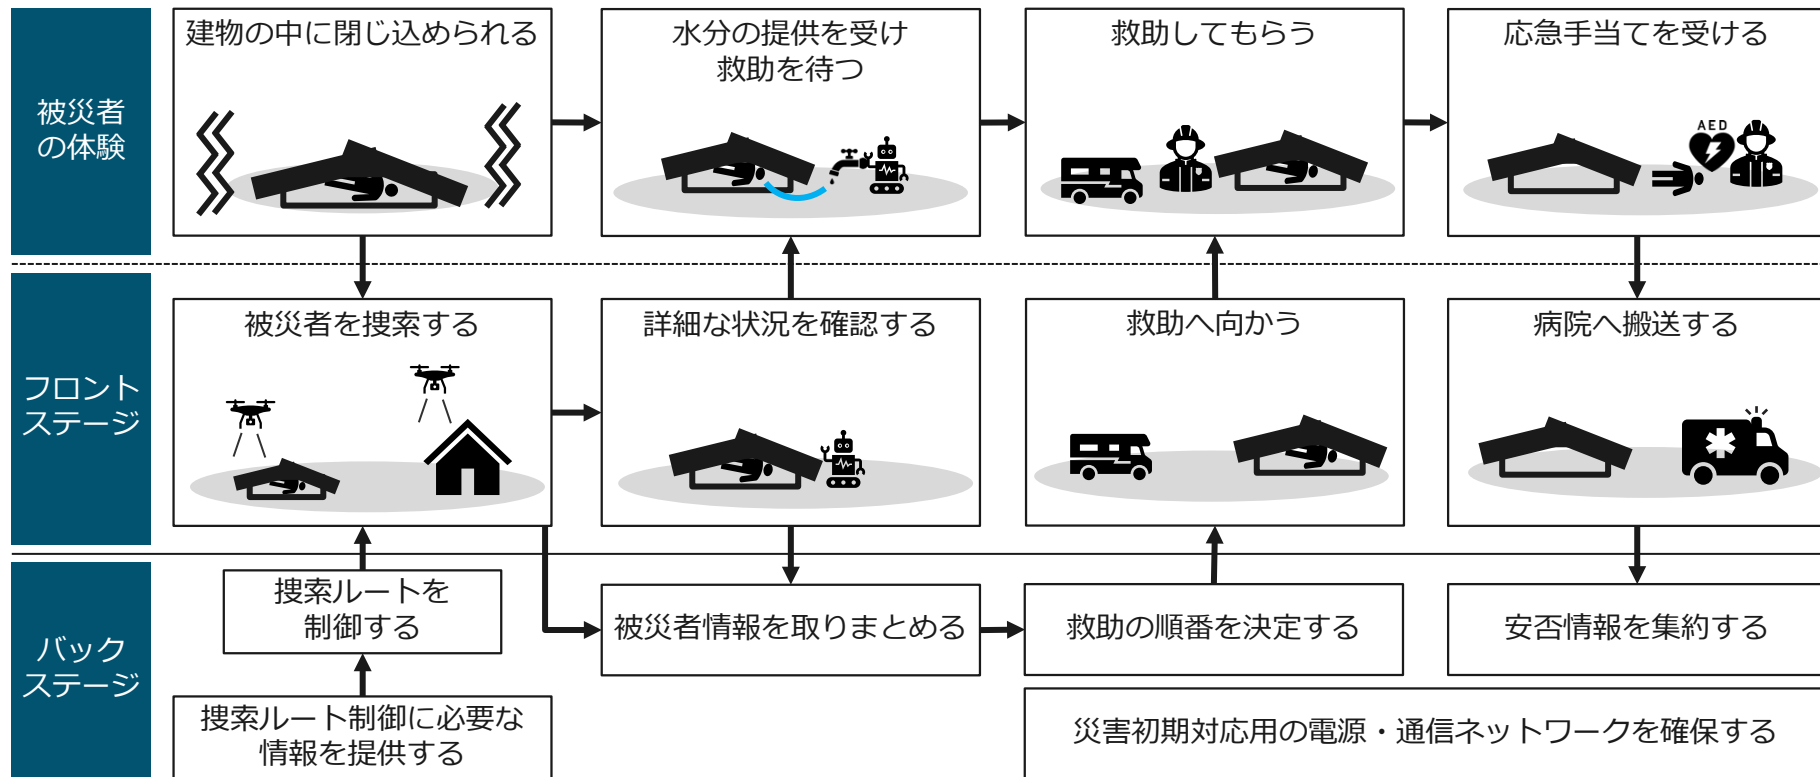 被災者
の体験
建物の中に閉じ込められる
水分の提供を受け
救助を待つ
救助してもらう
応急手当てを受ける
AED
フロント
ステージ
被災者を捜索する
詳細な状況を確認する
救助へ向かう
病院へ搬送する
バック
ステージ
捜索ルートを
制御する
被災者情報を取りまとめる
救助の順番を決定する
安否情報を集約する
捜索ルート制御に必要な
情報を提供する
災害初期対応用の電源・通信ネットワークを確保する